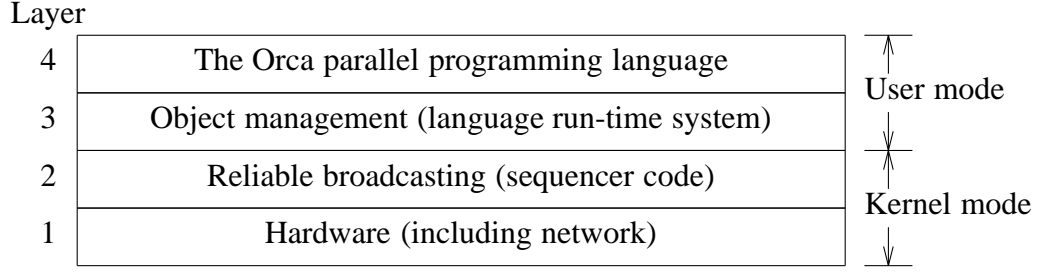 Layer
4 The Orca parallel programming language
User mode
3 Object management (language run-time system)
2 Reliable broadcasting (sequencer code)
Kernel mode
1 Hardware (including network)